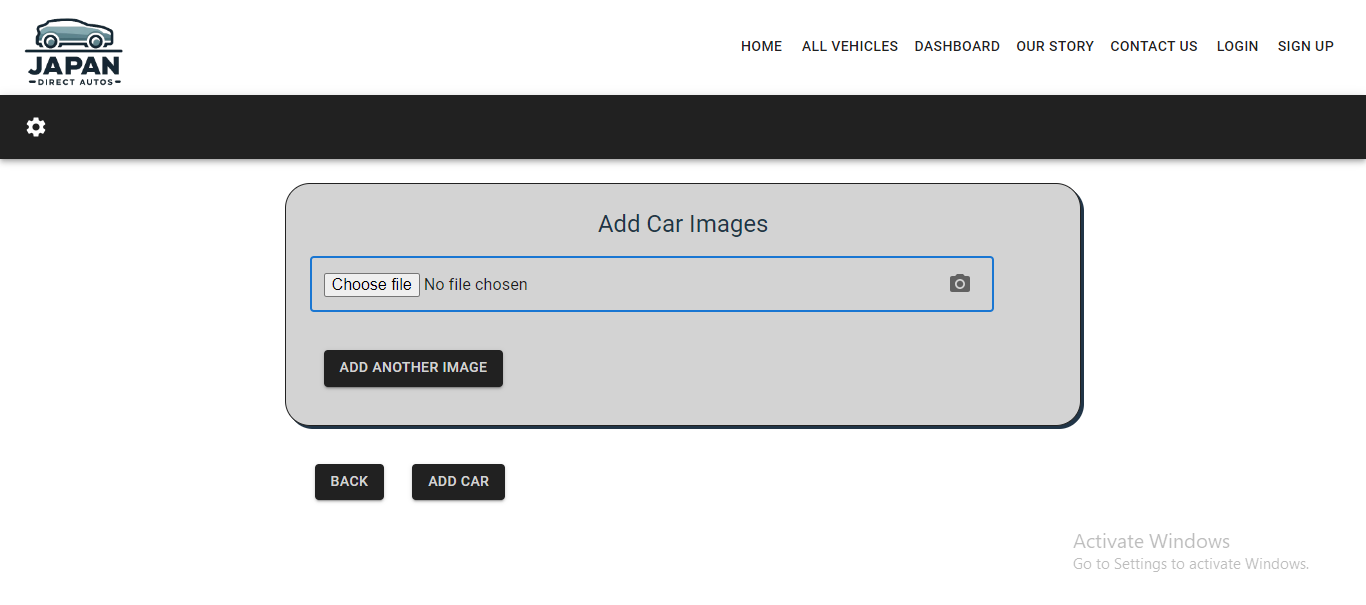 JAPAN
DIRECT AUTOS
HOME ALL VEHICLES DASHBOARD OUR STORY CONTACT US LOGIN SIGN UP
Add Car Images
Choose file No file chosen
ADD ANOTHER IMAGE
BACK ADD CAR
Activate Windows
Go to Settings to activate Windows.